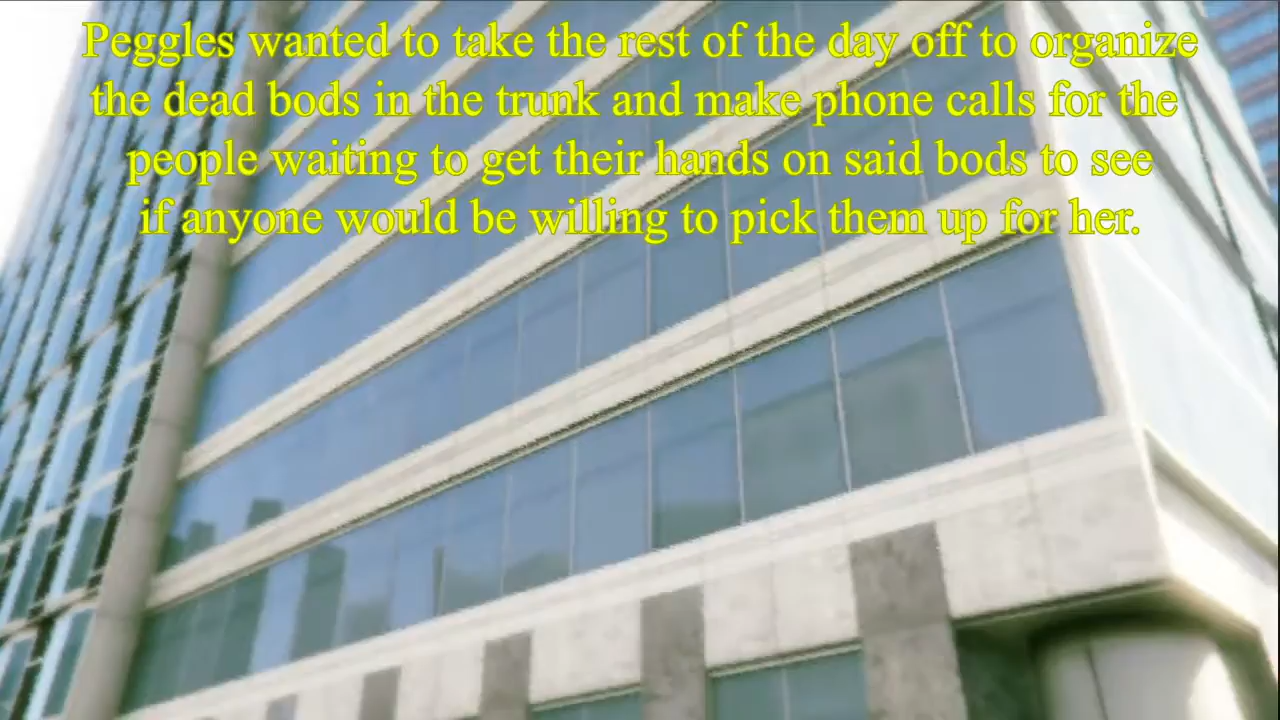 Peggles wanted to take the rest of the day off to organize
the dead bods in the trunk and make phone calls for the
people waiting to get their hands on said bods to see
if anyone would be willing to pick them up for her.